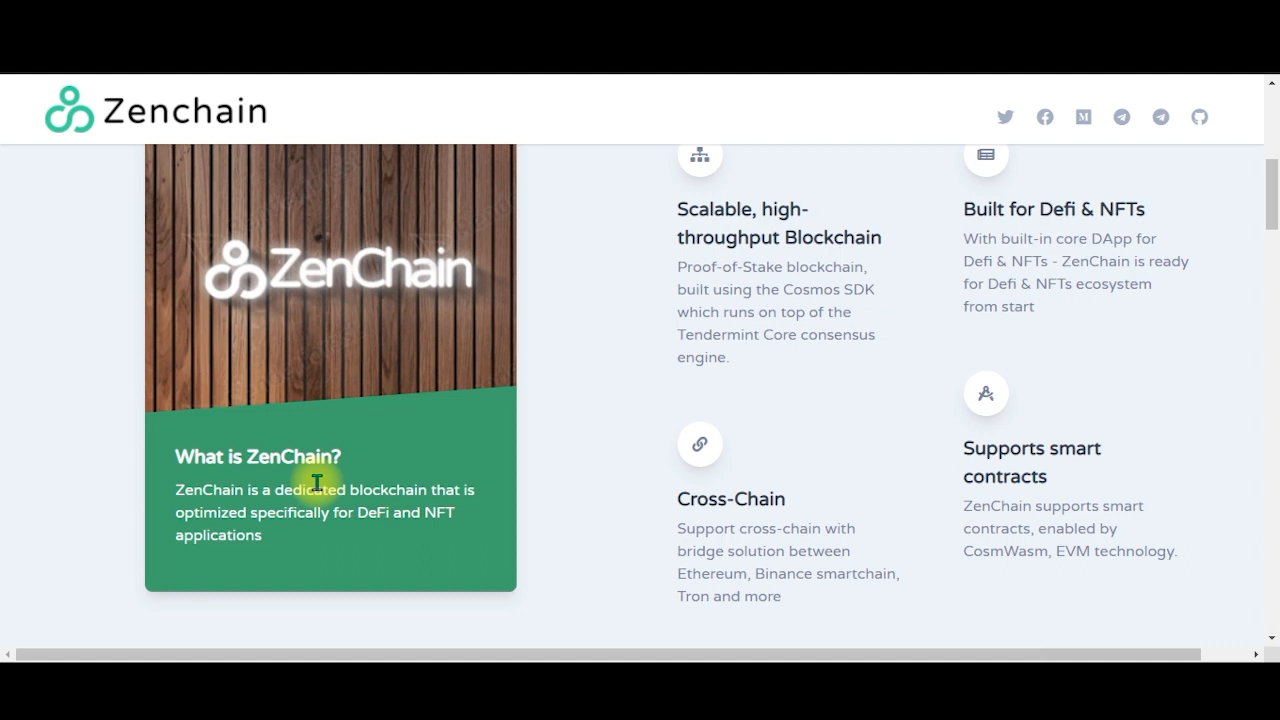 Zenchain
ZenChain
What is ZenChain?
ZenChain is a dedicated blockchain that is
optimized specifically for DeFi and NFT
applications
Scalable, high-
throughput Blockchain
Proof-of-Stake blockchain,
built using the Cosmos SDK
which runs on top of the
Tendermint Core consensus
engine.
Built for Defi & NFTs
With built-in core DApp for
Defi & NFTs - ZenChain is ready
for Defi & NFTs ecosystem
from start
Cross-Chain
Support cross-chain with
bridge solution between
Ethereum, Binance smartchain,
Tron and more
Supports smart
contracts
ZenChain supports smart
contracts, enabled by
CosmWasm, EVM technology.